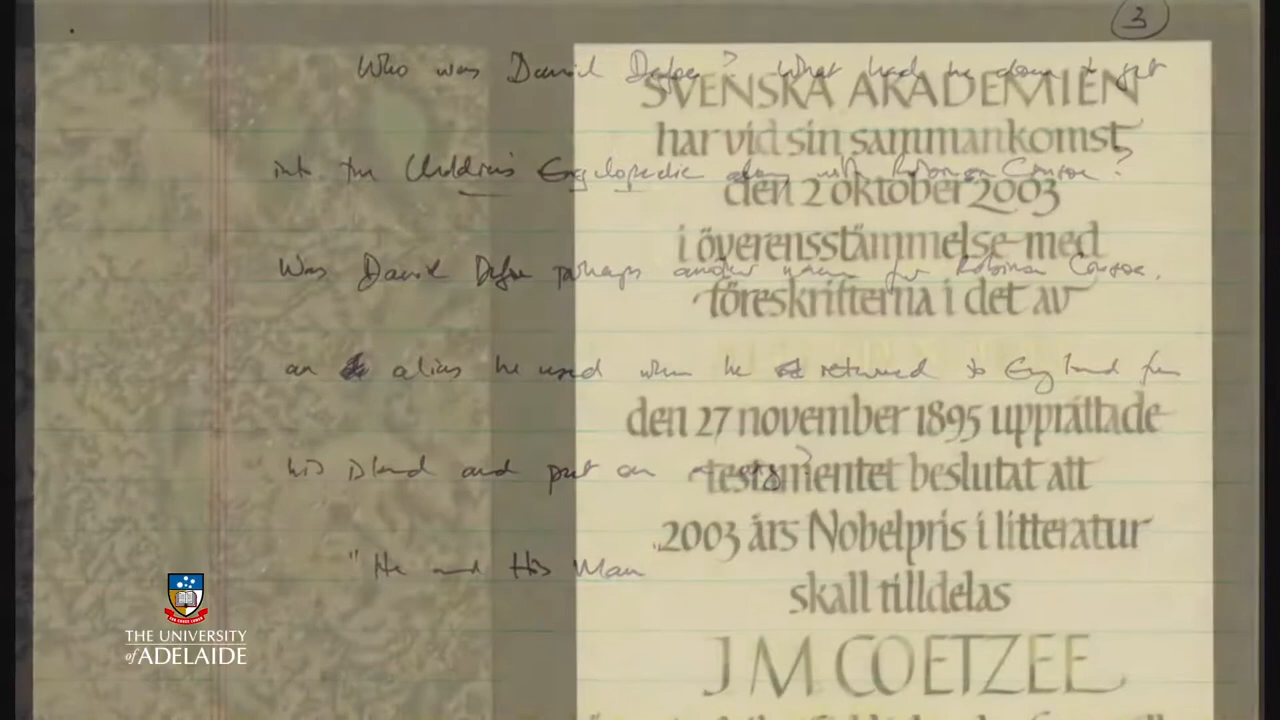 3
Who was Daniel Defoe? What had he done to get
into the Children's Encyclopedia along with Robinson Crusoe?
Was Daniel Defoe perhaps another name for Robinson Crusoe,
an alias he used when he returned to England from
his island and put on a wig?
"He and His Man
SVENSKA AKADEMIEN
har vid sin sammankomst
den 2 oktober 2003
i överensstämmelse med
föreskrifterna i det av
den 27 november 1895 upprättade
testamentet beslutat att
2003 års Nobelpris i litteratur
skall tilldelas
J M COETZEE
THE UNIVERSITY
of ADELAIDE